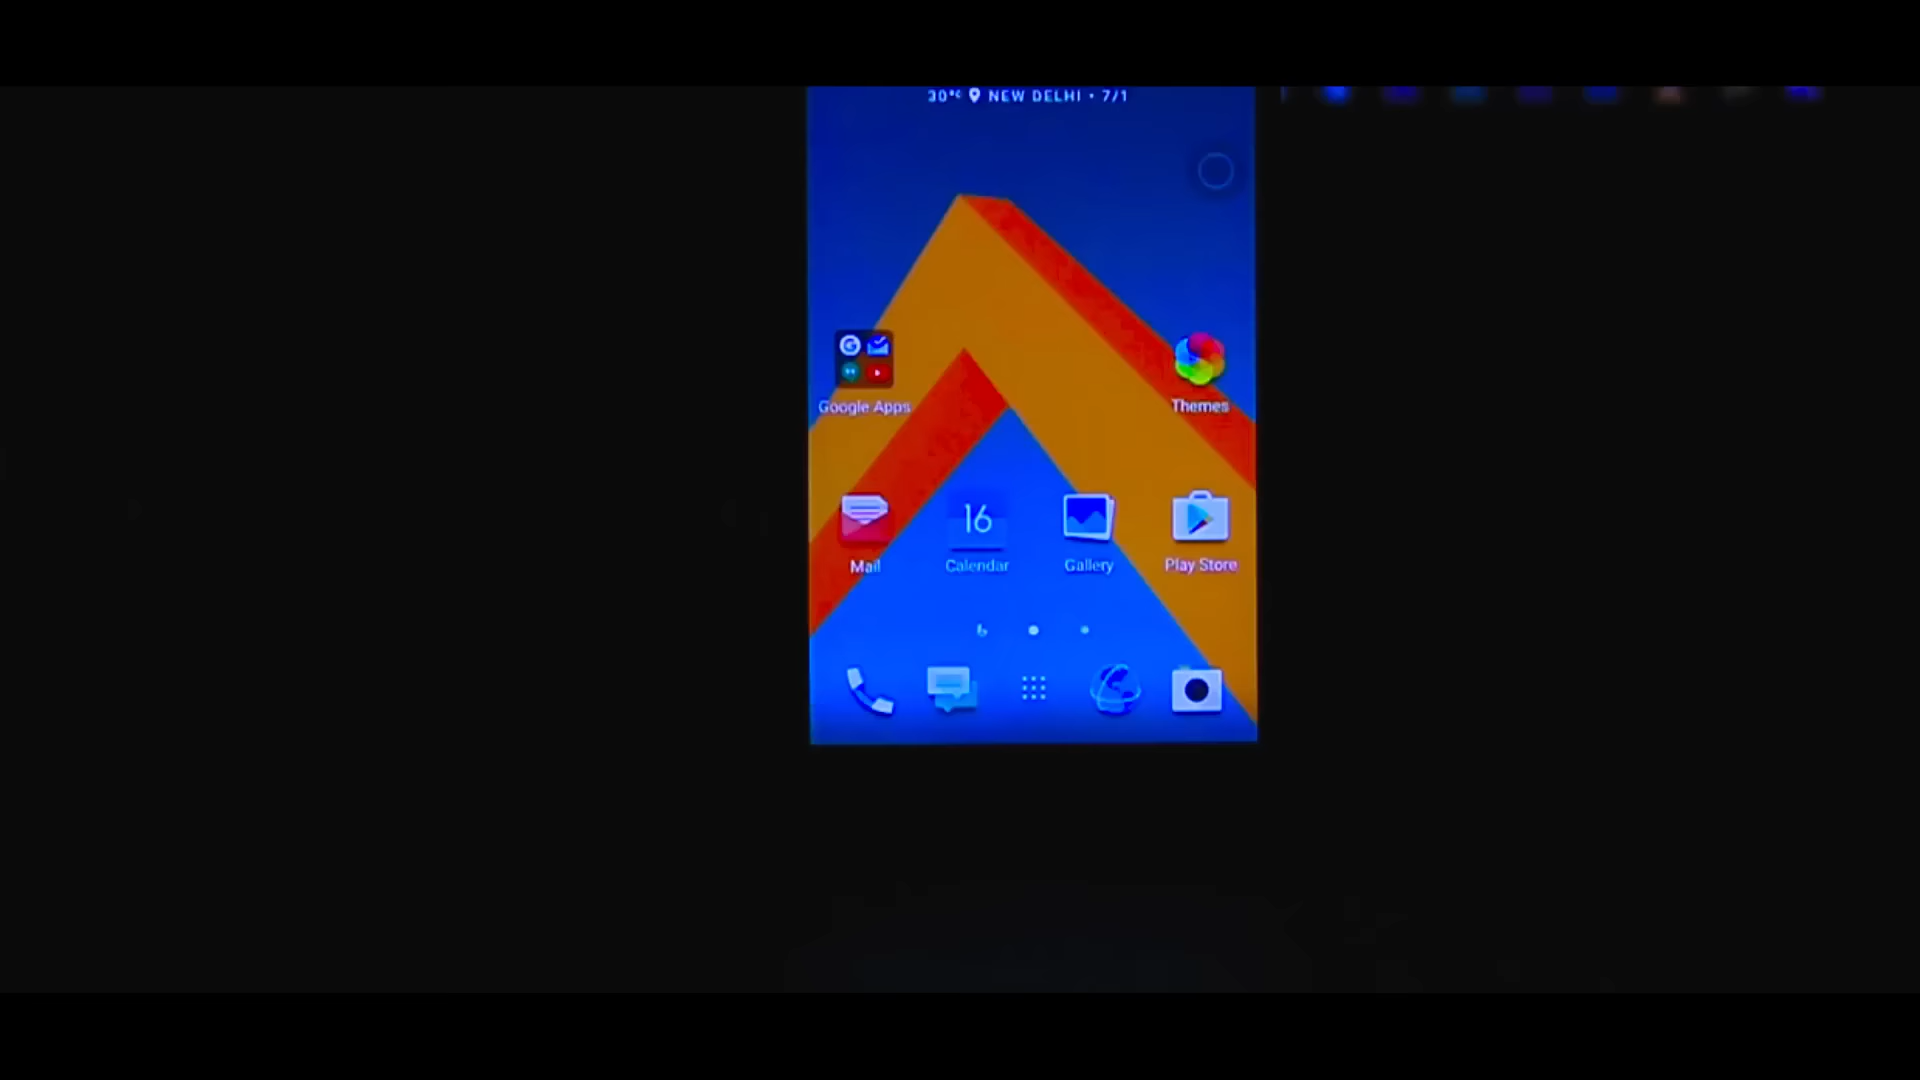 30°C NEW DELHI • 7/1
Google Apps
Themes
16
Mail
Calendar
Gallery
Play Store